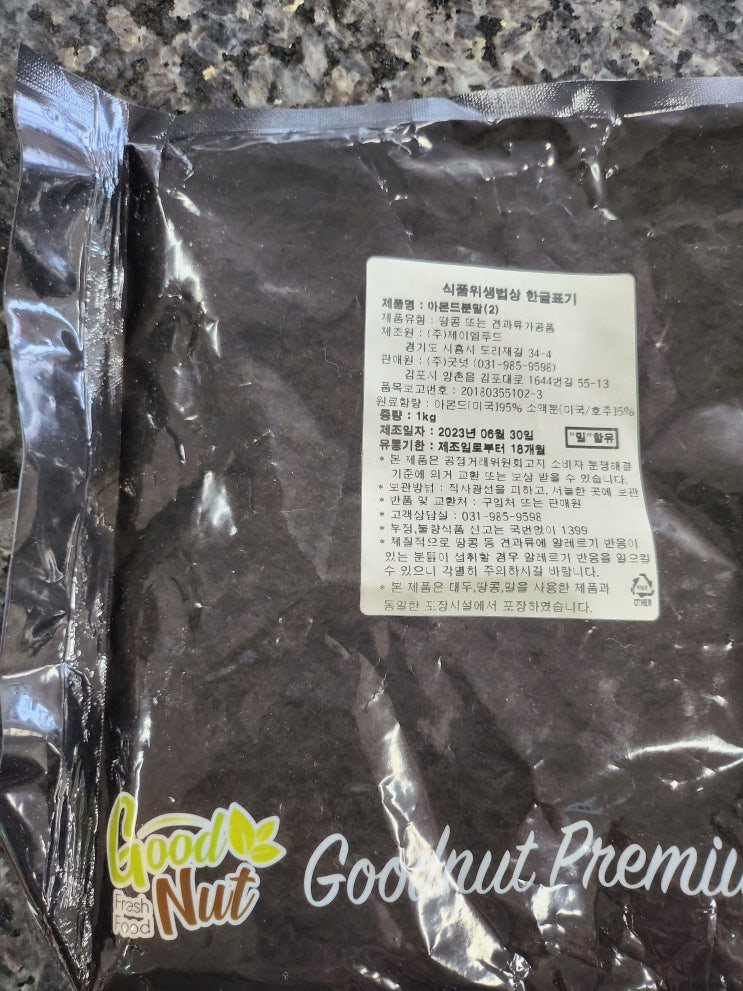 식품위생법상 한글표기
제품명 : 아몬드분말(2)
제품유형 : 땅콩 또는 견과류가공품
제조원 : (주)제이엠푸드
경기도 시흥시 도리재길 34-4
판매원 : (주)굿넛 (031-985-9598)
김포시 양촌읍 김포대로 1644번길 55-13
품목보고번호 : 20180355102-3
원료함량 : 아몬드(미국)95% 소맥분(미국/호주)5%
중량 : 1kg
제조일자 : 2023년 06월 30일
"밀"함유
유통기한 : 제조일로부터 18개월
* 본 제품은 공정거래위원회고지 소비자 분쟁해결
기준에 의거 교환 또는 보상 받을 수 있습니다.
* 보관방법 : 직사광선을 피하고, 서늘한 곳에 보관
* 반품 및 교환처 : 구입처 또는 판매원
* 고객상담실 : 031-985-9598
* 부정,불량식품 신고는 국번없이 1399
* 체질적으로 땅콩 등 견과류에 알레르기 반응이
있는 분들이 섭취할 경우 알레르기 반응을 일으킬
수 있으니 각별히 주의하시길 바랍니다.
* 본 제품은 대두,땅콩,밀을 사용한 제품과
동일한 포장시설에서 포장하였습니다.
OTHER
Good
Nut
Fresh
Food
Goodnut Premiu